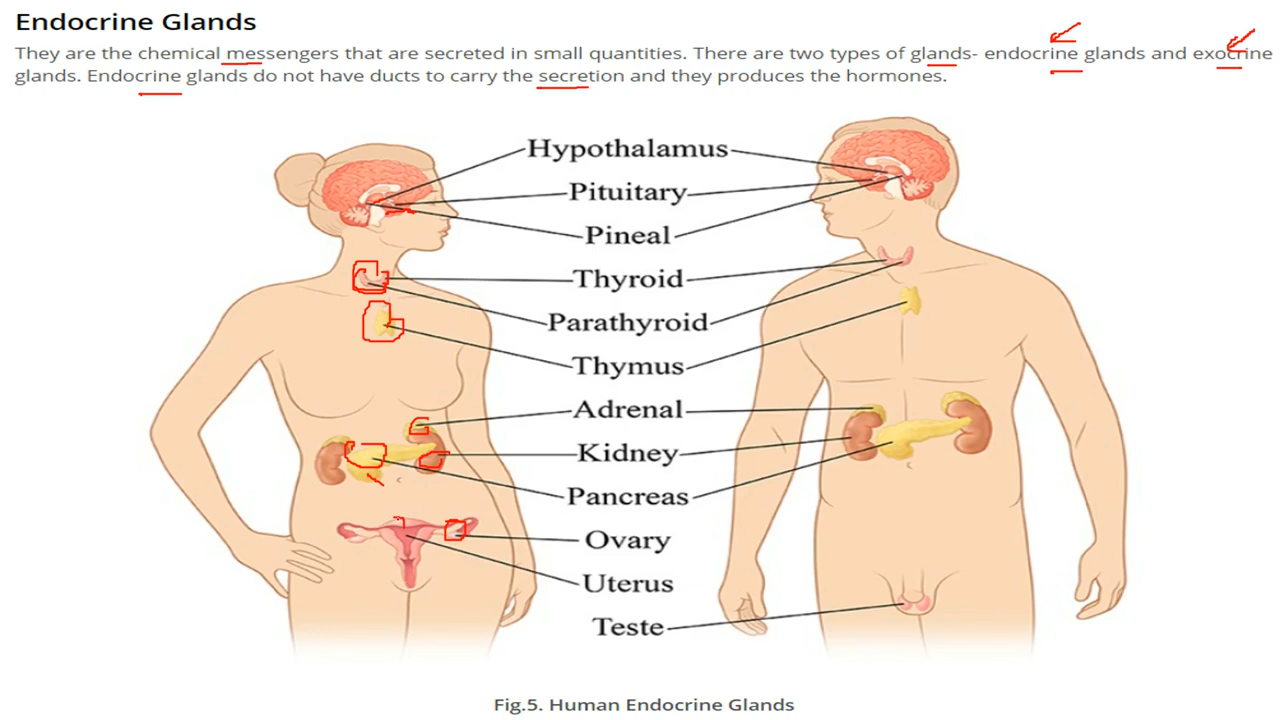 Endocrine Glands
They are the chemical messengers that are secreted in small quantities. There are two types of glands- endocrine glands and exocrine
glands. Endocrine glands do not have ducts to carry the secretion and they produces the hormones.
Hypothalamus
Pituitary
Pineal
Thyroid
Parathyroid
Thymus
Adrenal
Kidney
Pancreas
Ovary
Uterus
Teste
Fig.5. Human Endocrine Glands